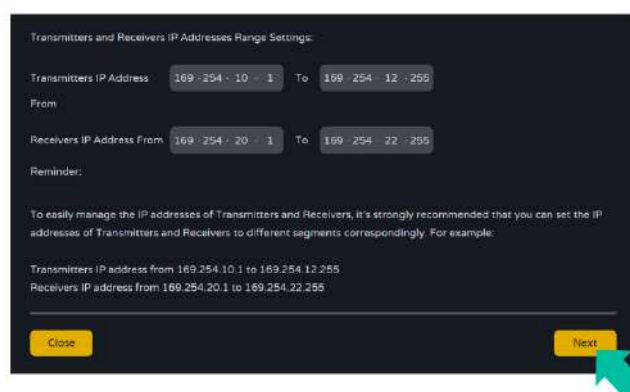 Transmitters and Receivers IP Addresses Range Settings:
Transmitters IP Address From 169 · 254 · 10 · 1 To 169 · 254 · 12 · 255
Receivers IP Address From 169 · 254 · 20 · 1 To 169 · 254 · 22 · 255
Reminder:
To easily manage the IP addresses of Transmitters and Receivers, it's strongly recommended that you can set the IP
addresses of Transmitters and Receivers to different segments correspondingly. For example:
Transmitters IP address from 169.254.10.1 to 169.254.12.255
Receivers IP address from 169.254.20.1 to 169.254.22.255
Close Next